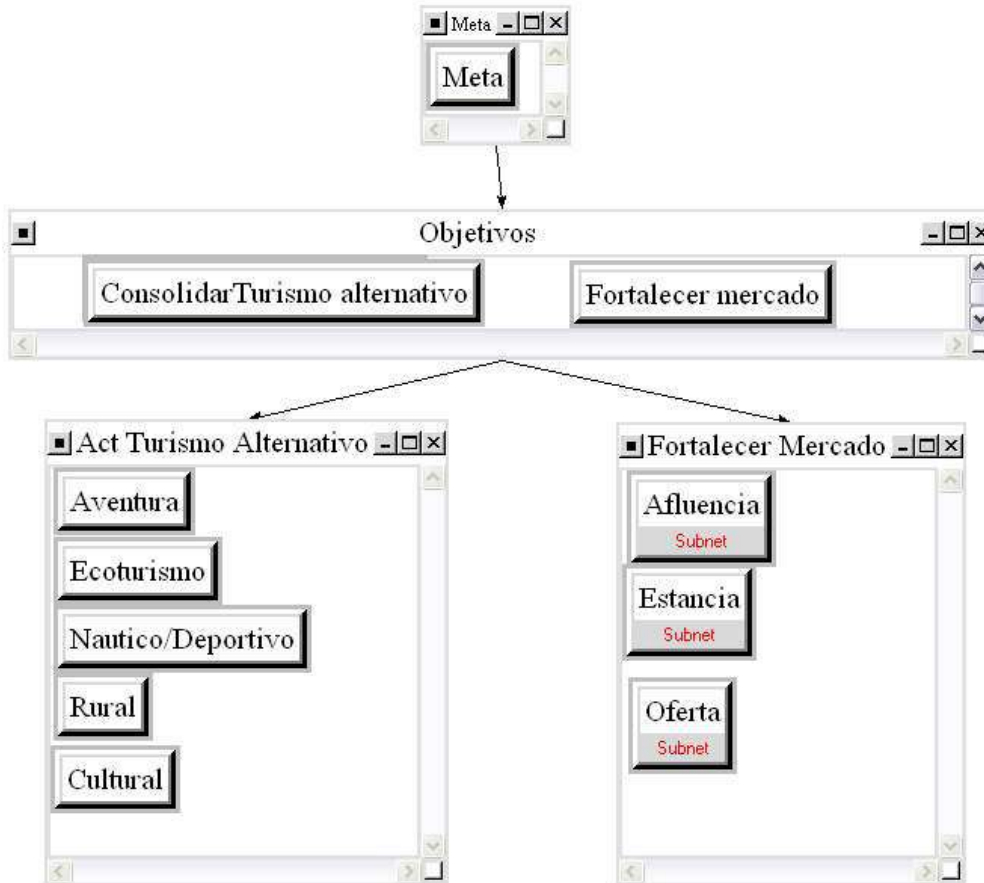 Meta
Meta
Objetivos
ConsolidarTurismo alternativo
Fortalecer mercado
Act Turismo Alternativo
Aventura
Ecoturismo
Nautico/Deportivo
Rural
Cultural
Fortalecer Mercado
Afluencia
Subnet
Estancia
Subnet
Oferta
Subnet